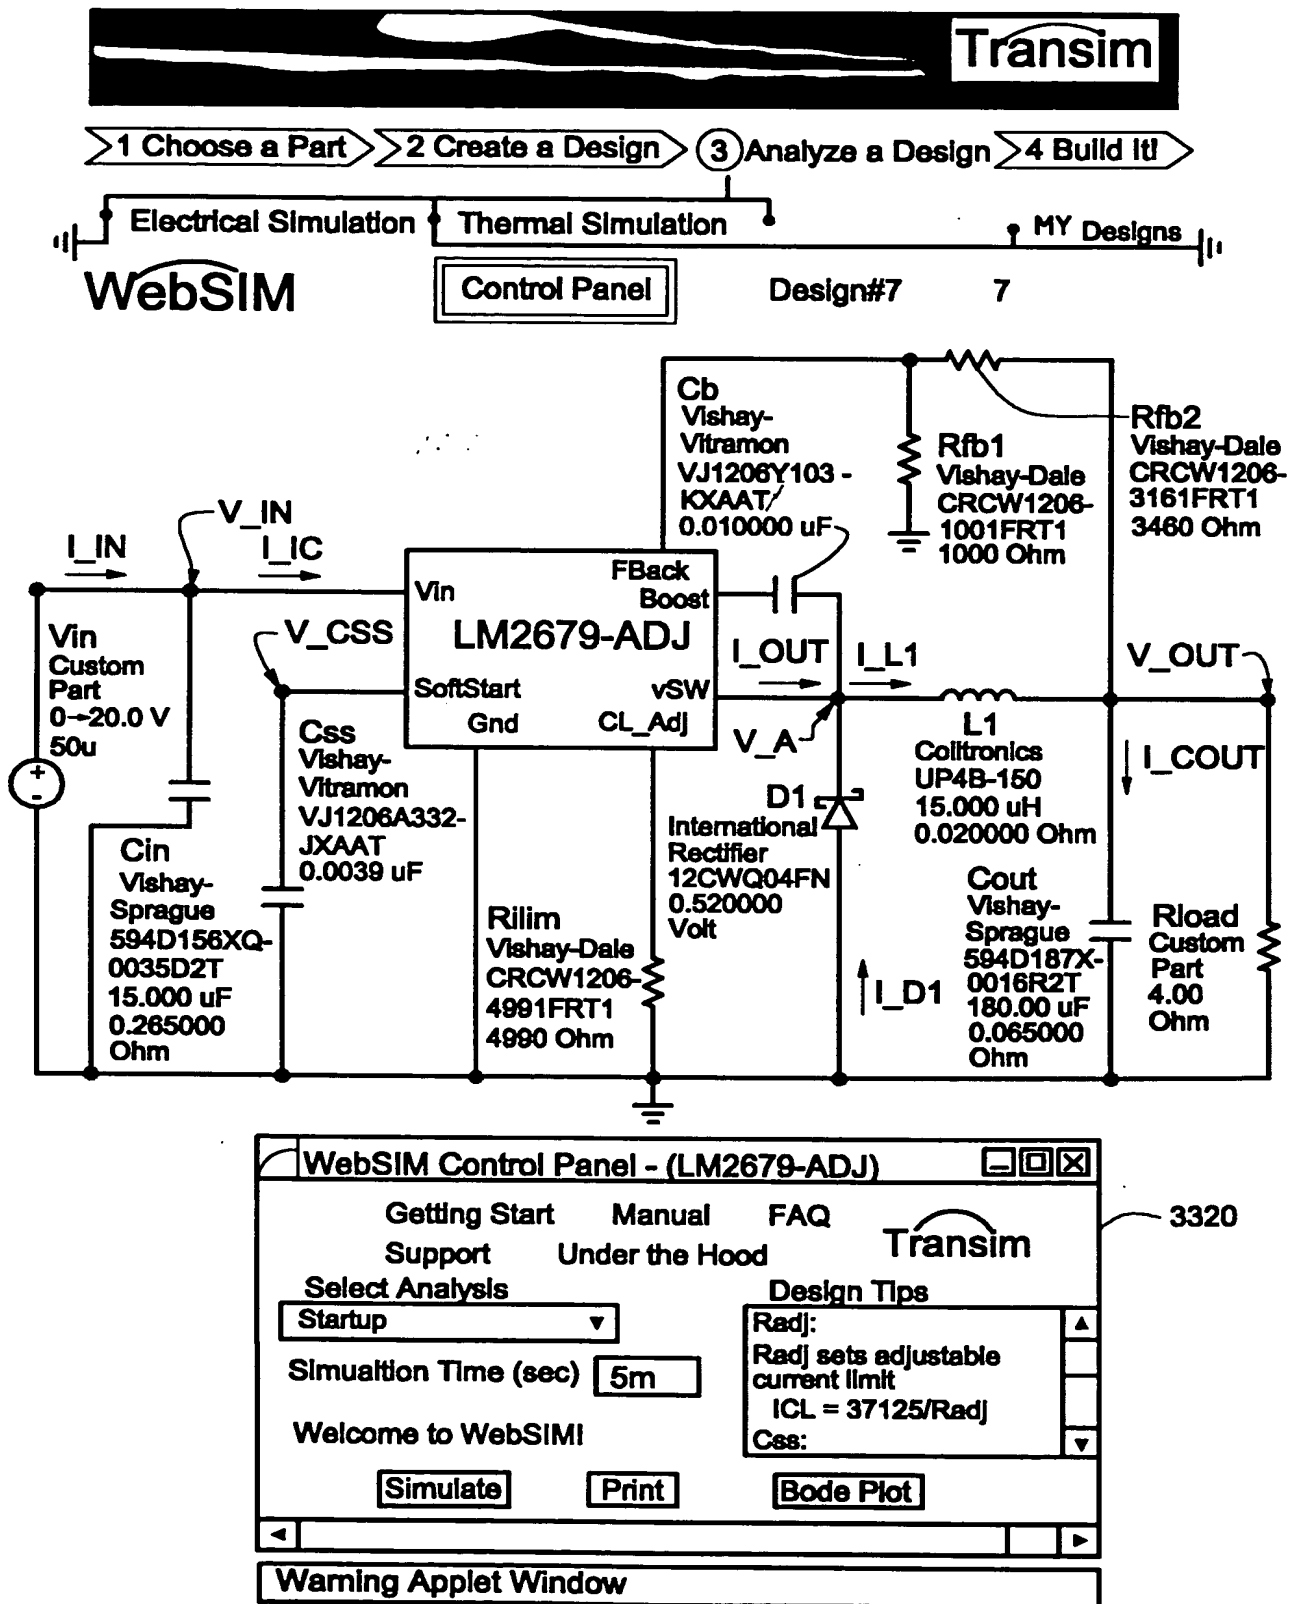 Transim
1 Choose a Part
2 Create a Design
3 Analyze a Design
4 Build It!
Electrical Simulation
Thermal Simulation
MY Designs
WebSIM
Control Panel
Design#7
7
Cb
Vishay-
Vitramon
VJ1206Y103 -
KXAAT
0.010000 uF
Rfb1
Vishay-Dale
CRCW1206-
1001FRT1
1000 Ohm
Rfb2
Vishay-Dale
CRCW1206-
3161FRT1
3460 Ohm
V_IN
I_IN
I_IC
Vin
Custom
Part
0→20.0 V
50u
+
-
V_CSS
Vin
FBack
Boost
LM2679-ADJ
SoftStart
vSW
Gnd
CL_Adj
I_OUT
I_L1
V_OUT
V_A
L1
Coiltronics
UP4B-150
15.000 uH
0.020000 Ohm
I_COUT
Css
Vishay-
Vitramon
VJ1206A332-
JXAAT
0.0039 uF
D1
International
Rectifier
12CWQ04FN
0.520000
Volt
Cin
Vishay-
Sprague
594D156XQ-
0035D2T
15.000 uF
0.265000
Ohm
Rilim
Vishay-Dale
CRCW1206-
4991FRT1
4990 Ohm
I_D1
Cout
Vishay-
Sprague
594D187X-
0016R2T
180.00 uF
0.065000
Ohm
Rload
Custom
Part
4.00
Ohm
WebSIM Control Panel - (LM2679-ADJ)
Getting Start Manual FAQ
Support Under the Hood
Transim
3320
Select Analysis
Startup
Simualtion Time (sec) 5m
Welcome to WebSIM!
Design Tips
Radj:
Radj sets adjustable
current limit
ICL = 37125/Radj
Css:
Simulate
Print
Bode Plot
Warning Applet Window